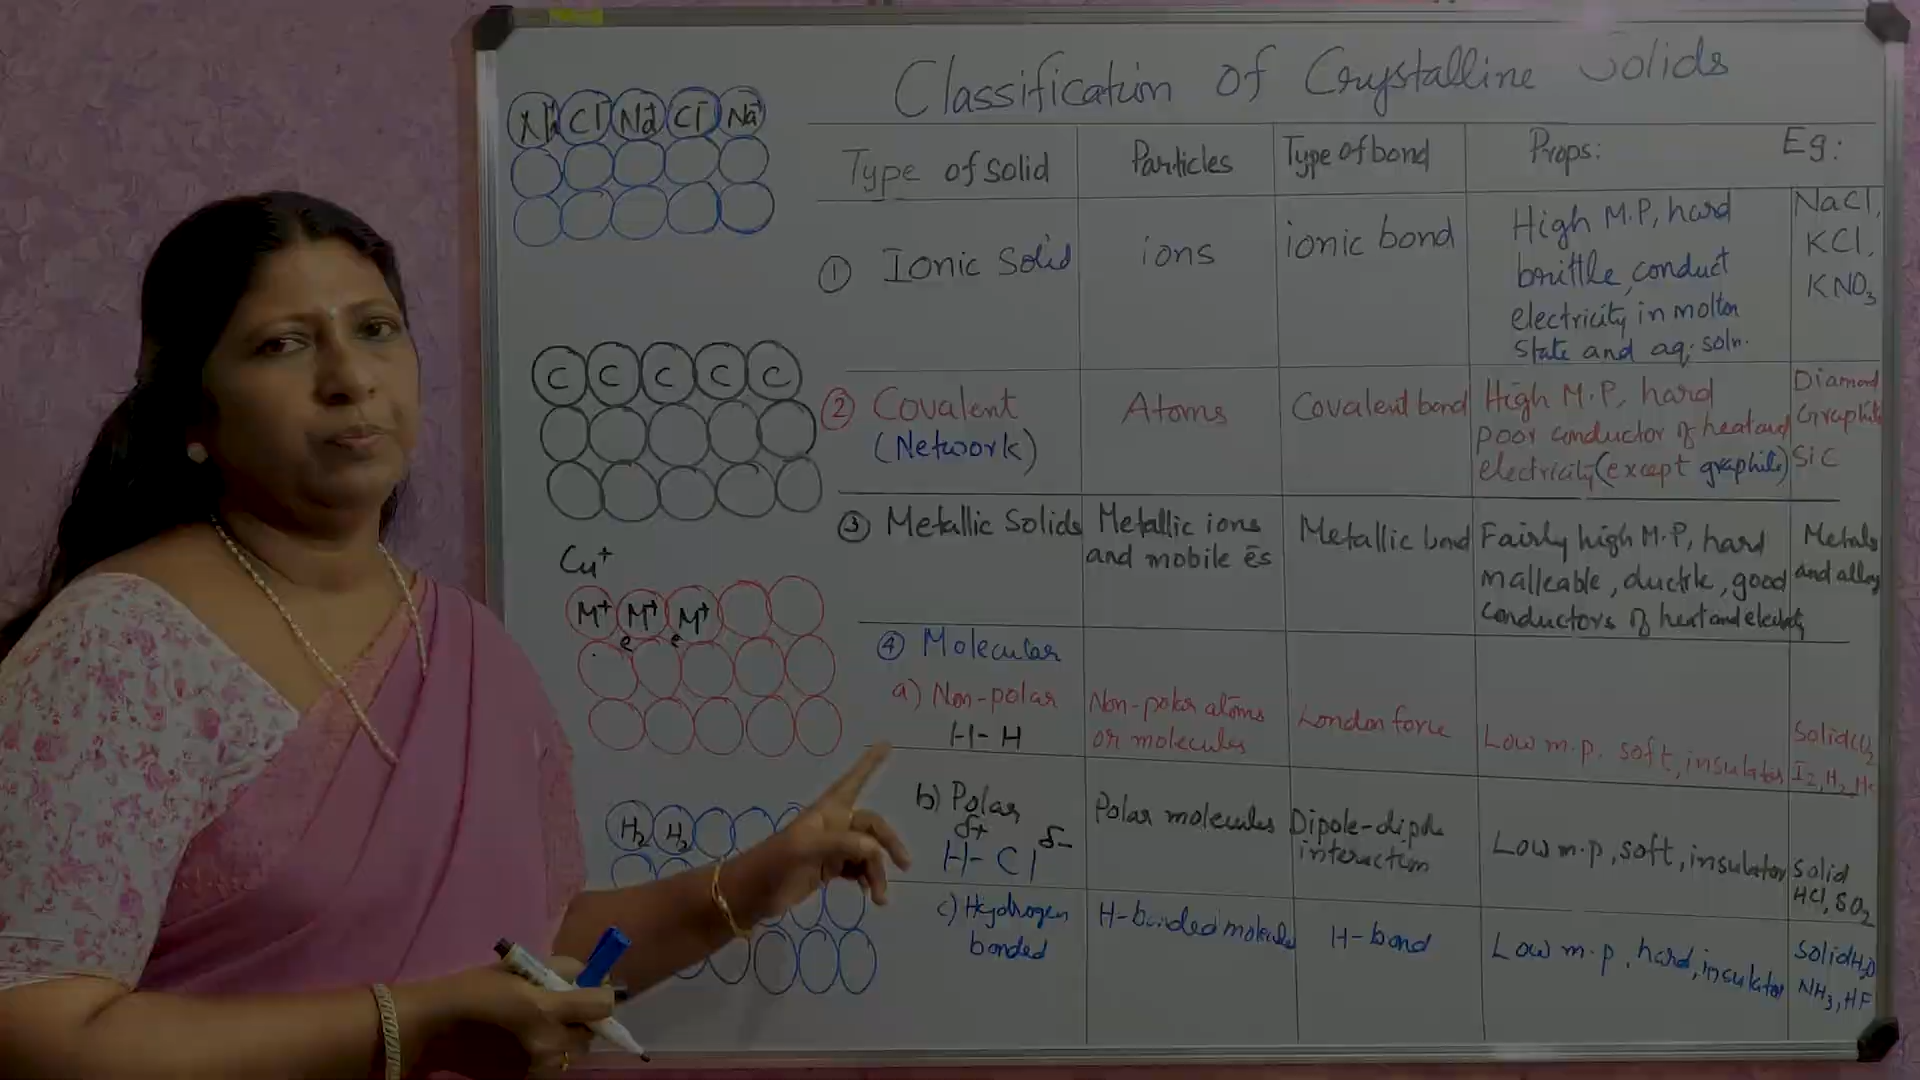 Classification of Crystalline Solids
Na+ Cl- Na+ Cl- Na+
Type of solid Particles Type of bond Props: Eg:
① Ionic Solid ions ionic bond High M.P, hard NaCl,
brittle, conduct KCl,
electricity in molten KNO3
state and aq. soln.
C C C C C
② Covalent Atoms Covalent bond High M.P, hard Diamond
(Network) poor conductor of heat and Graphite
electricity (except graphite) SiC
③ Metallic Solids Metallic ions Metallic bond Fairly high M.P, hard Metals
and mobile ēs malleable, ductile, good and alloy
conductors of heat and electricity
Cu+
M+ M+ M+
e e
④ Molecular
a) Non-polar Non-polar atoms London force Low m.p. soft, insulator Solid
H-H or molecules I2, H2,
H2 H2
b) Polar Polar molecules Dipole-dipole Low m.p, soft, insulator Solid
δ+ δ- interaction HCl, SO2
H-Cl
c) Hydrogen H-bonded molecule H-bond Low m.p, hard, insulator Solid H2O
bonded NH3, HF